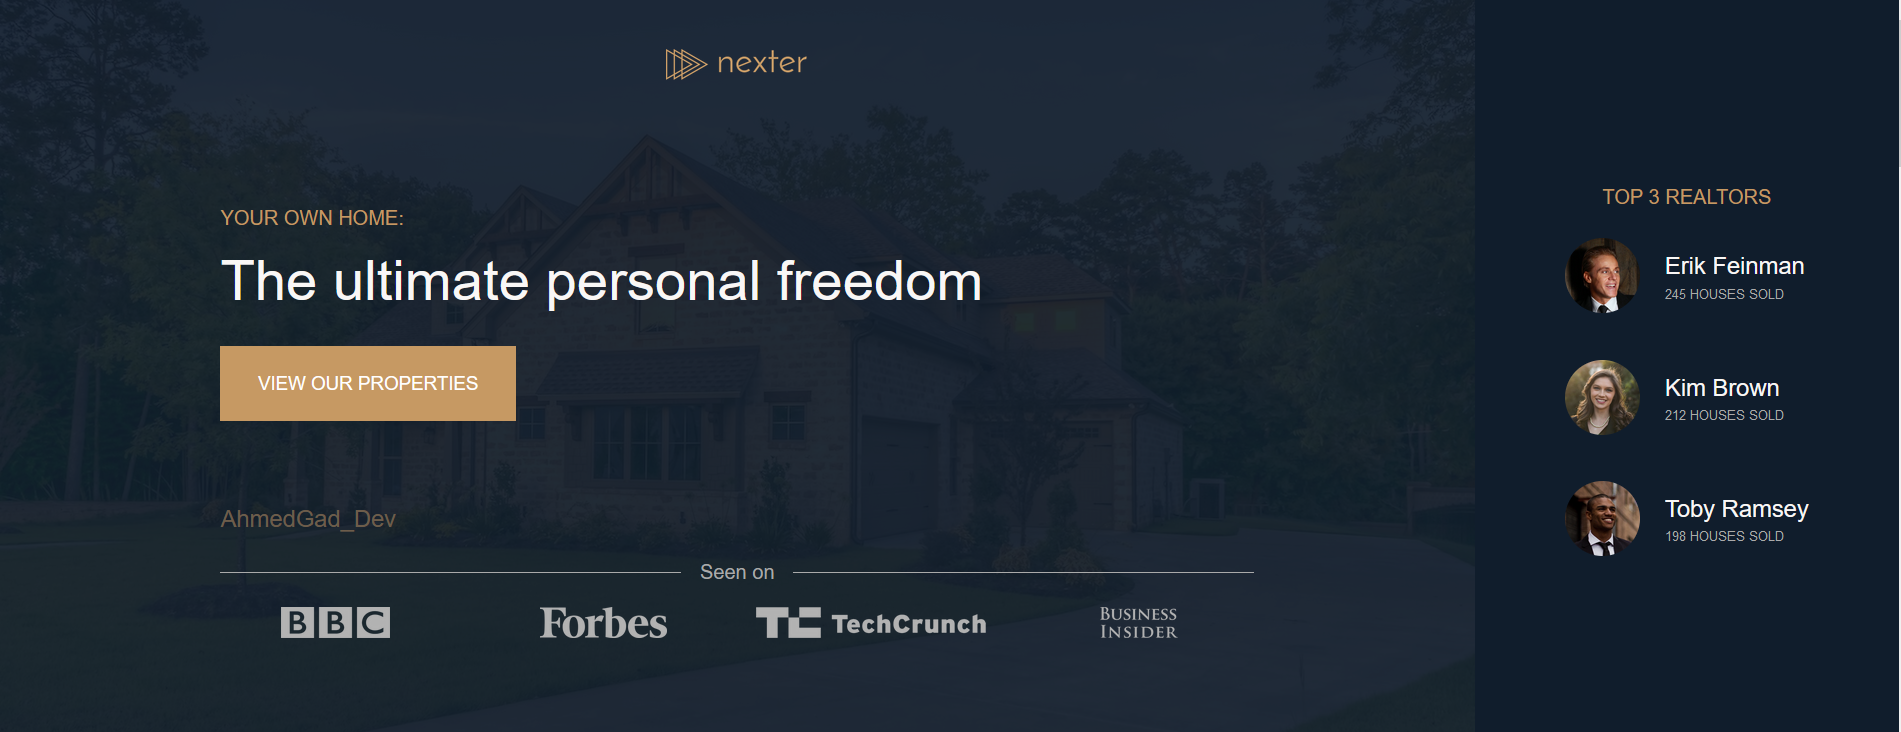 nexter
YOUR OWN HOME:
The ultimate personal freedom
VIEW OUR PROPERTIES
AhmedGad_Dev
Seen on
BBC
Forbes
TC TechCrunch
BUSINESS
INSIDER
TOP 3 REALTORS
Erik Feinman
245 HOUSES SOLD
Kim Brown
212 HOUSES SOLD
Toby Ramsey
198 HOUSES SOLD